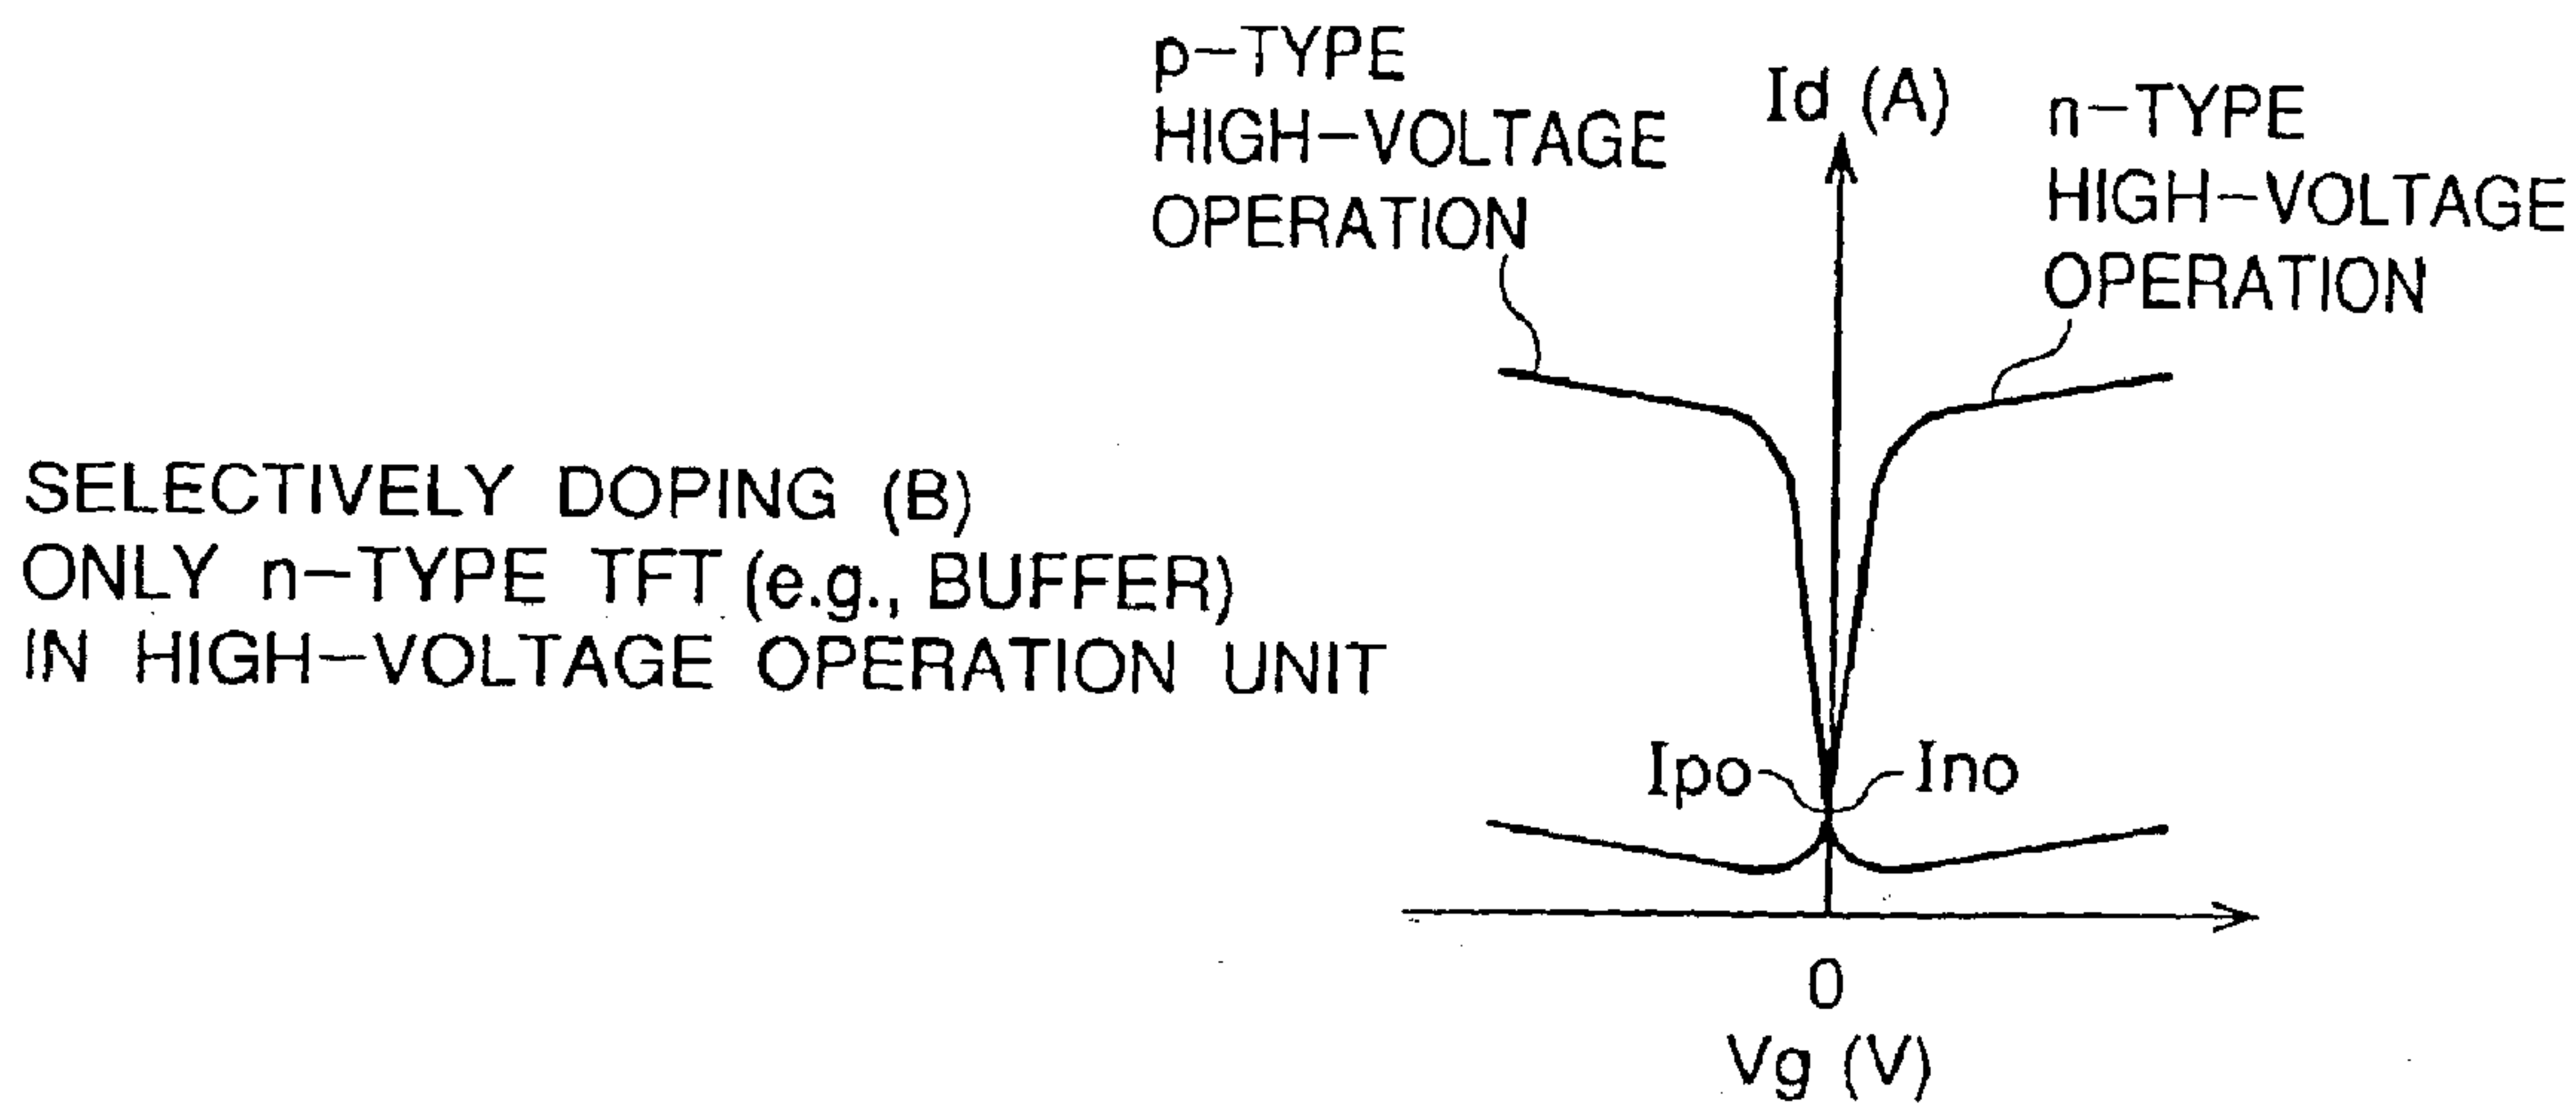 p-TYPE
HIGH-VOLTAGE
OPERATION
Id (A)
n-TYPE
HIGH-VOLTAGE
OPERATION
SELECTIVELY DOPING (B)
ONLY n-TYPE TFT (e.g., BUFFER)
IN HIGH-VOLTAGE OPERATION UNIT
Ipo
Ino
0
Vg (V)